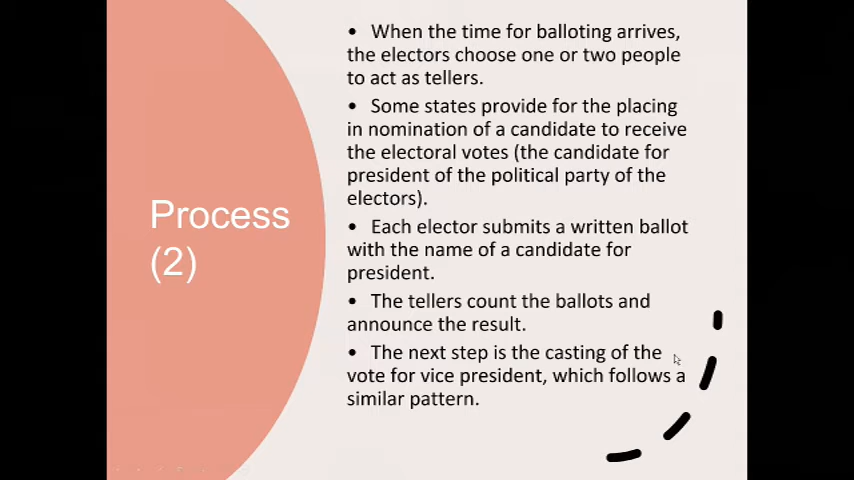 Process
(2)
• When the time for balloting arrives,
the electors choose one or two people
to act as tellers.
• Some states provide for the placing
in nomination of a candidate to receive
the electoral votes (the candidate for
president of the political party of the
electors).
• Each elector submits a written ballot
with the name of a candidate for
president.
• The tellers count the ballots and
announce the result.
• The next step is the casting of the
vote for vice president, which follows a
similar pattern.